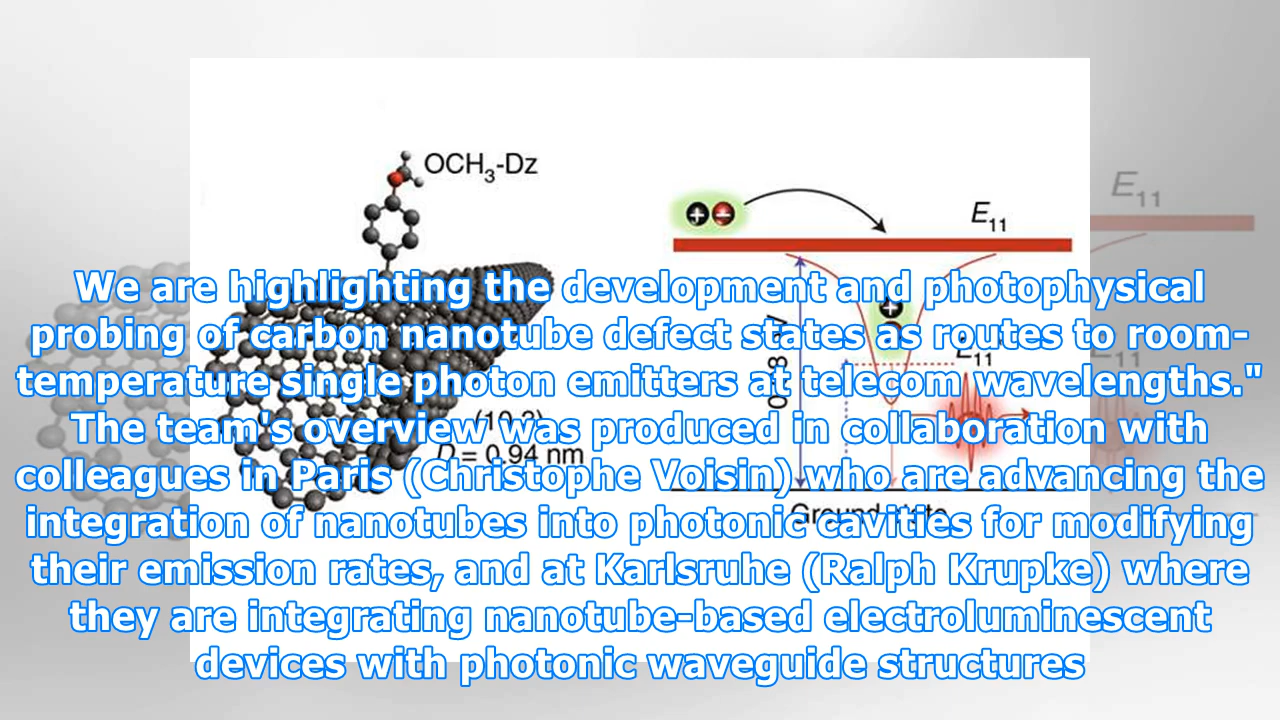 OCH3-Dz
E11
E11
We are highlighting the development and photophysical
probing of carbon nanotube defect states as routes to room-
temperature single photon emitters at telecom wavelengths."
The team's overview was produced in collaboration with
colleagues in Paris (Christophe Voisin) who are advancing the
integration of nanotubes into photonic cavities for modifying
their emission rates, and at Karlsruhe (Ralph Krupke) where
they are integrating nanotube-based electroluminescent
devices with photonic waveguide structures
E11
D = 0.94 nm
Ground state